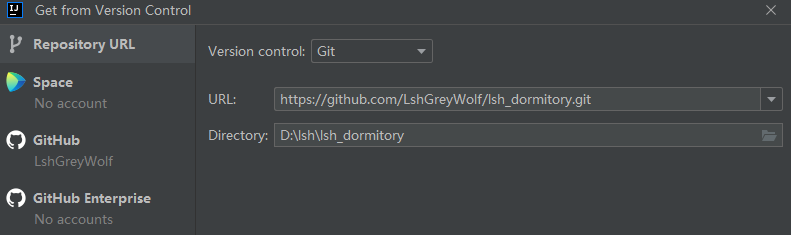 IJ Get from Version Control
Repository URL
Version control: Git
Space
No account
URL: https://github.com/LshGreyWolf/lsh_dormitory.git
Directory: D:\lsh\lsh_dormitory
GitHub
LshGreyWolf
GitHub Enterprise
No accounts